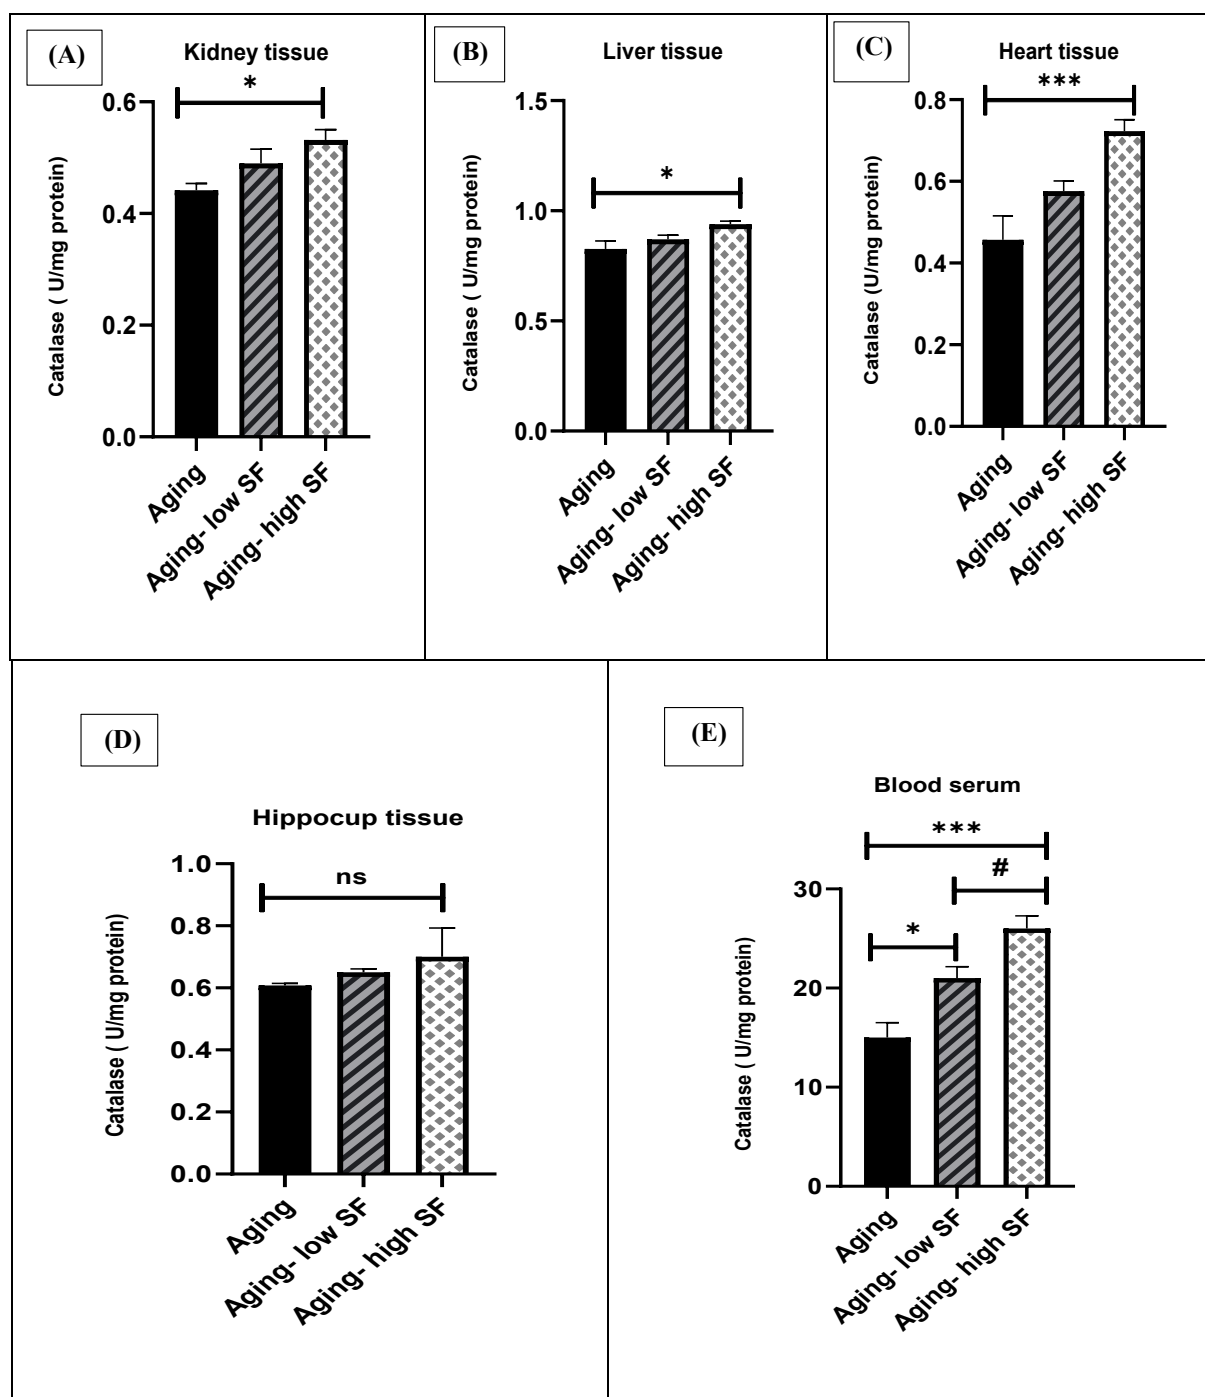 (A)
Kidney tissue
*
Catalase ( U/mg protein)
0.6
0.4
0.2
0.0
Aging
Aging- low SF
Aging- high SF
(B)
Liver tissue
*
Catalase ( U/mg protein)
1.5
1.0
0.5
0.0
Aging
Aging- low SF
Aging- high SF
(C)
Heart tissue
***
Catalase (U/mg protein)
0.8
0.6
0.4
0.2
0.0
Aging
Aging- low SF
Aging- high SF
(D)
Hippocup tissue
ns
Catalase ( U/mg protein)
1.0
0.8
0.6
0.4
0.2
0.0
Aging
Aging- low SF
Aging- high SF
(E)
Blood serum
***
#
*
Catalase ( U/mg protein)
30
20
10
0
Aging
Aging- low SF
Aging- high SF